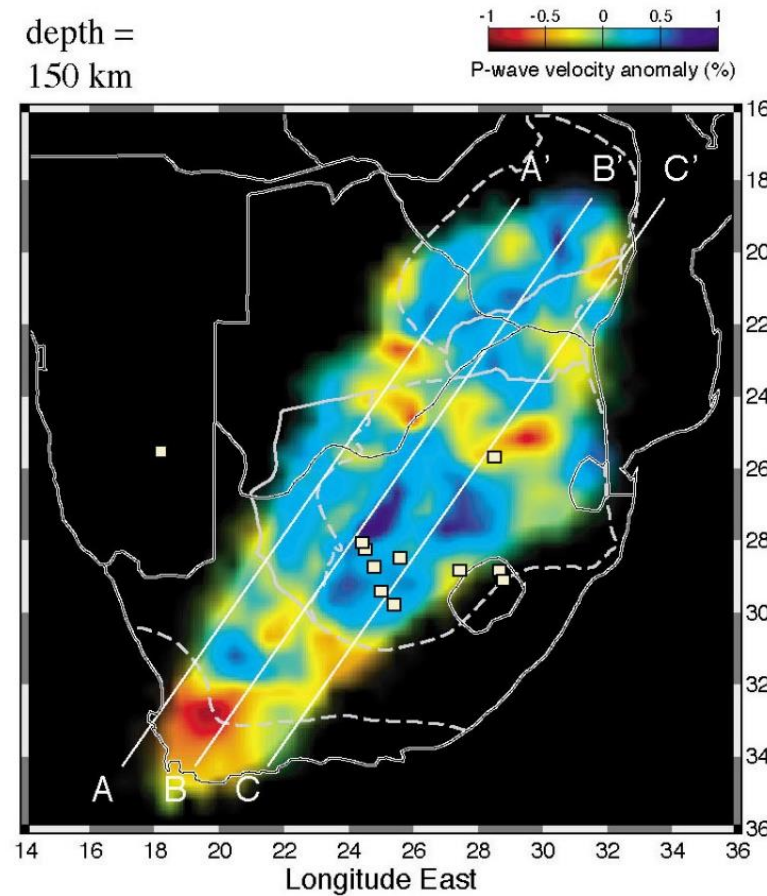 depth =
150 km
-1 -0.5 0 0.5 1
P-wave velocity anomaly (%)
16
A' B' C'
18
20
22
24
26
28
30
32
34
A B C
36
14 16 18 20 22 24 26 28 30 32 34 36
Longitude East